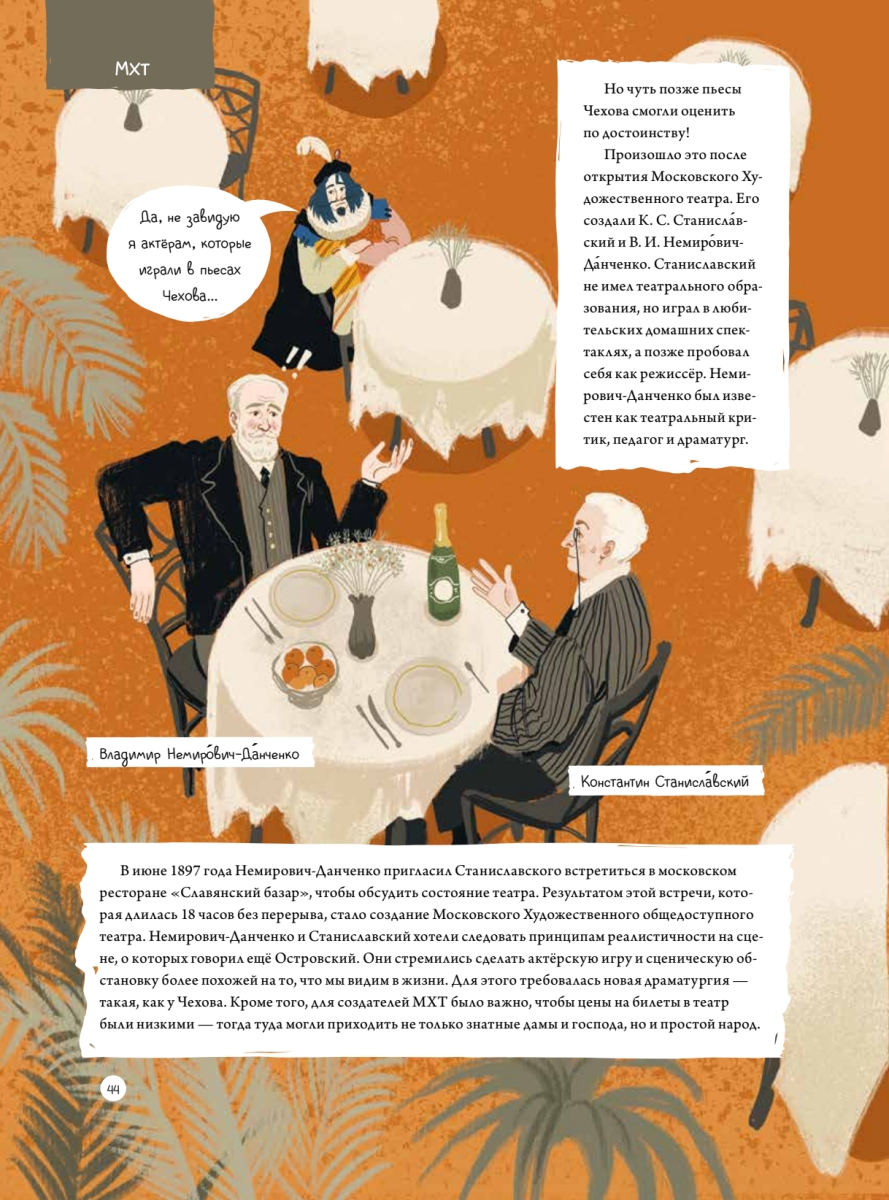 МХТ
Да, не завидую
я актёрам, которые
играли в пьесах
Чехова...
Но чуть позже пьесы
Чехова смогли оценить
по достоинству!
Произошло это после
открытия Московского Ху-
дожественного театра. Его
создали К. С. Станисла́в-
ский и В. И. Немиро́вич-
Да́нченко. Станиславский
не имел театрального обра-
зования, но играл в люби-
тельских домашних спек-
таклях, а позже пробовал
себя как режиссёр. Неми-
рович-Данченко был изве-
стен как театральный кри-
тик, педагог и драматург.
Владимир Немиро́вич-Да́нченко
Константин Станисла́вский
В июне 1897 года Немирович-Данченко пригласил Станиславского встретиться в московском
ресторане «Славянский базар», чтобы обсудить состояние театра. Результатом этой встречи, кото-
рая длилась 18 часов без перерыва, стало создание Московского Художественного общедоступного
театра. Немирович-Данченко и Станиславский хотели следовать принципам реалистичности на сце-
не, о которых говорил ещё Островский. Они стремились сделать актёрскую игру и сценическую об-
становку более похожей на то, что мы видим в жизни. Для этого требовалась новая драматургия —
такая, как у Чехова. Кроме того, для создателей МХТ было важно, чтобы цены на билеты в театр
были низкими — тогда туда могли приходить не только знатные дамы и господа, но и простой народ.
44